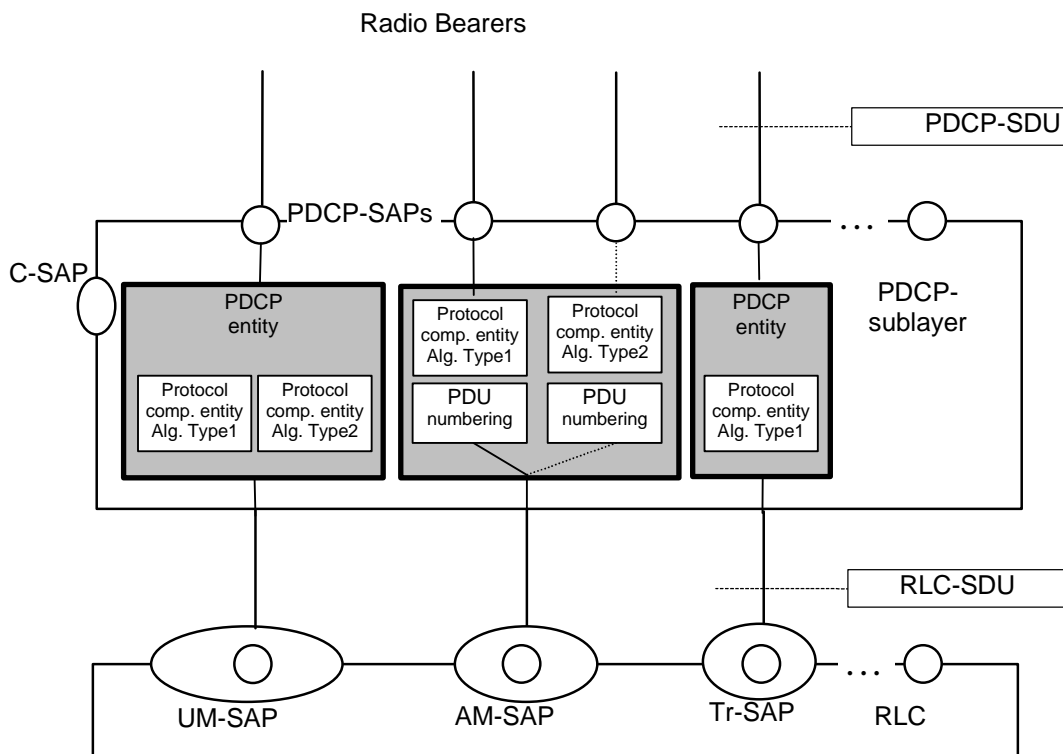 Radio Bearers
PDCP-SDU
PDCP-SAPs
...
C-SAP
PDCP
entity
Protocol
comp. entity
Alg. Type1
Protocol
comp. entity
Alg. Type2
Protocol
comp. entity
Alg. Type1
PDU
numbering
Protocol
comp. entity
Alg. Type2
PDU
numbering
PDCP
entity
Protocol
comp. entity
Alg. Type1
PDCP-
sublayer
RLC-SDU
...
UM-SAP
AM-SAP
Tr-SAP
RLC